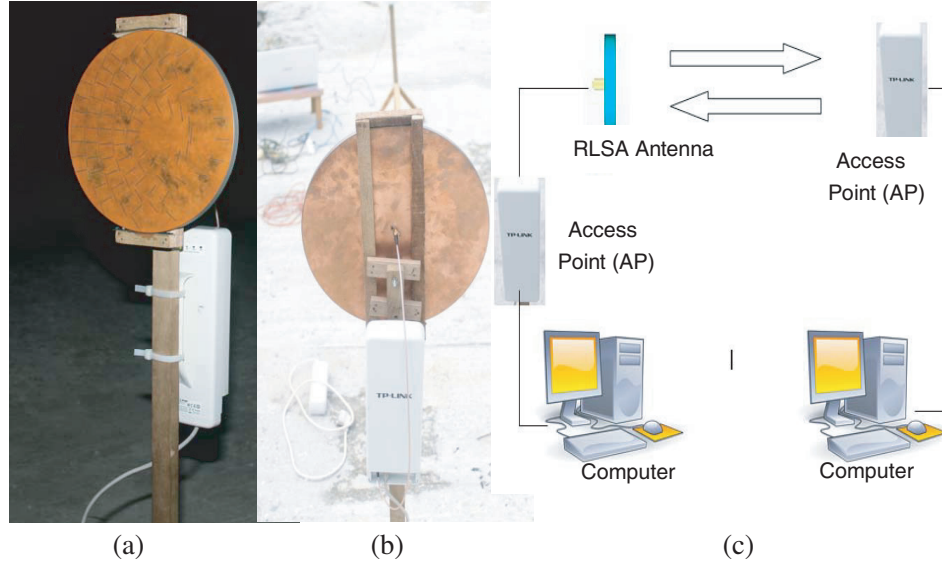 TP-LINK
RLSA Antenna
Access
Point (AP)
TP-LINK
Access
Point (AP)
TP-LINK
Computer
Computer
(a)
(b)
(c)